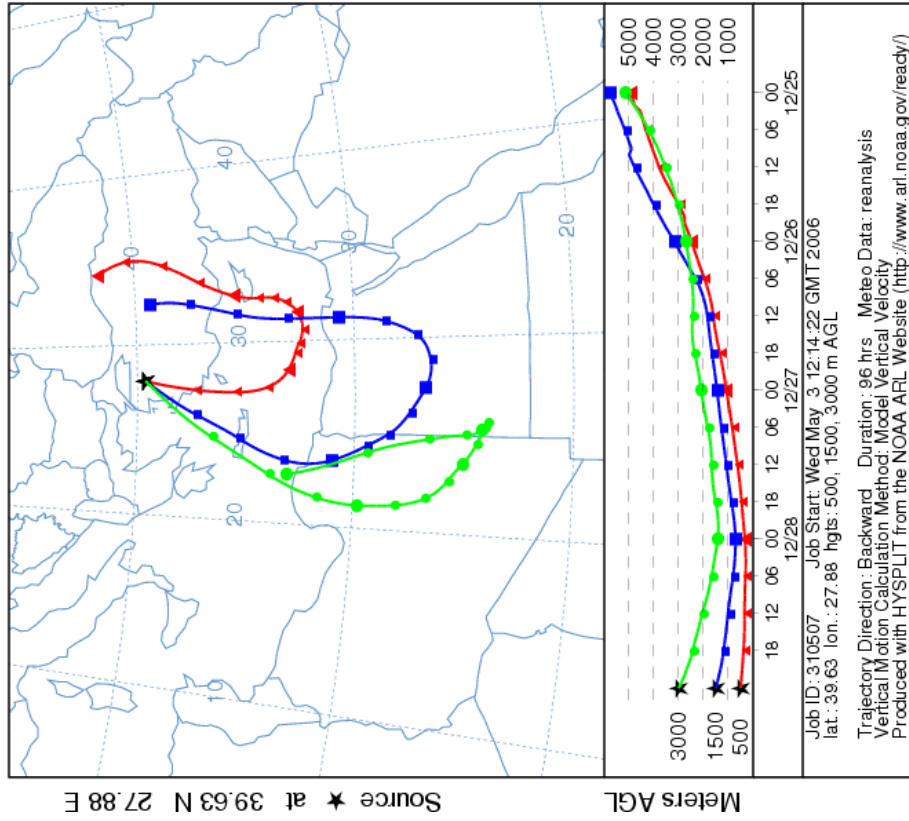 Source ★ at 39.63 N 27.88 E
40
40
30
30
20
20
10
Meters AGL
5000
4000
3000
2000
1000
3000
1500
500
18 12 06 00 18 12 06 00 18 12 06 00 18 12 06 00
12/28 12/27 12/26 12/25
Job ID: 310507 Job Start: Wed May 3 12:14:22 GMT 2006
lat.: 39.63 lon.: 27.88 hgts: 500, 1500, 3000 m AGL
Trajectory Direction: Backward Duration: 96 hrs Meteo Data: reanalysis
Vertical Motion Calculation Method: Model Vertical Velocity
Produced with HYSPLIT from the NOAA ARL Website (http://www.arl.noaa.gov/ready/)